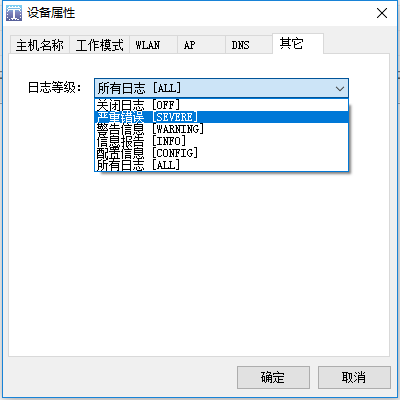 设备属性
主机名称 工作模式 WLAN AP DNS 其它
日志等级： 所有日志 [ALL]
关闭日志 [OFF]
严重错误 [SEVERE]
警告信息 [WARNING]
信息报告 [INFO]
配置信息 [CONFIG]
所有日志 [ALL]
确定 取消